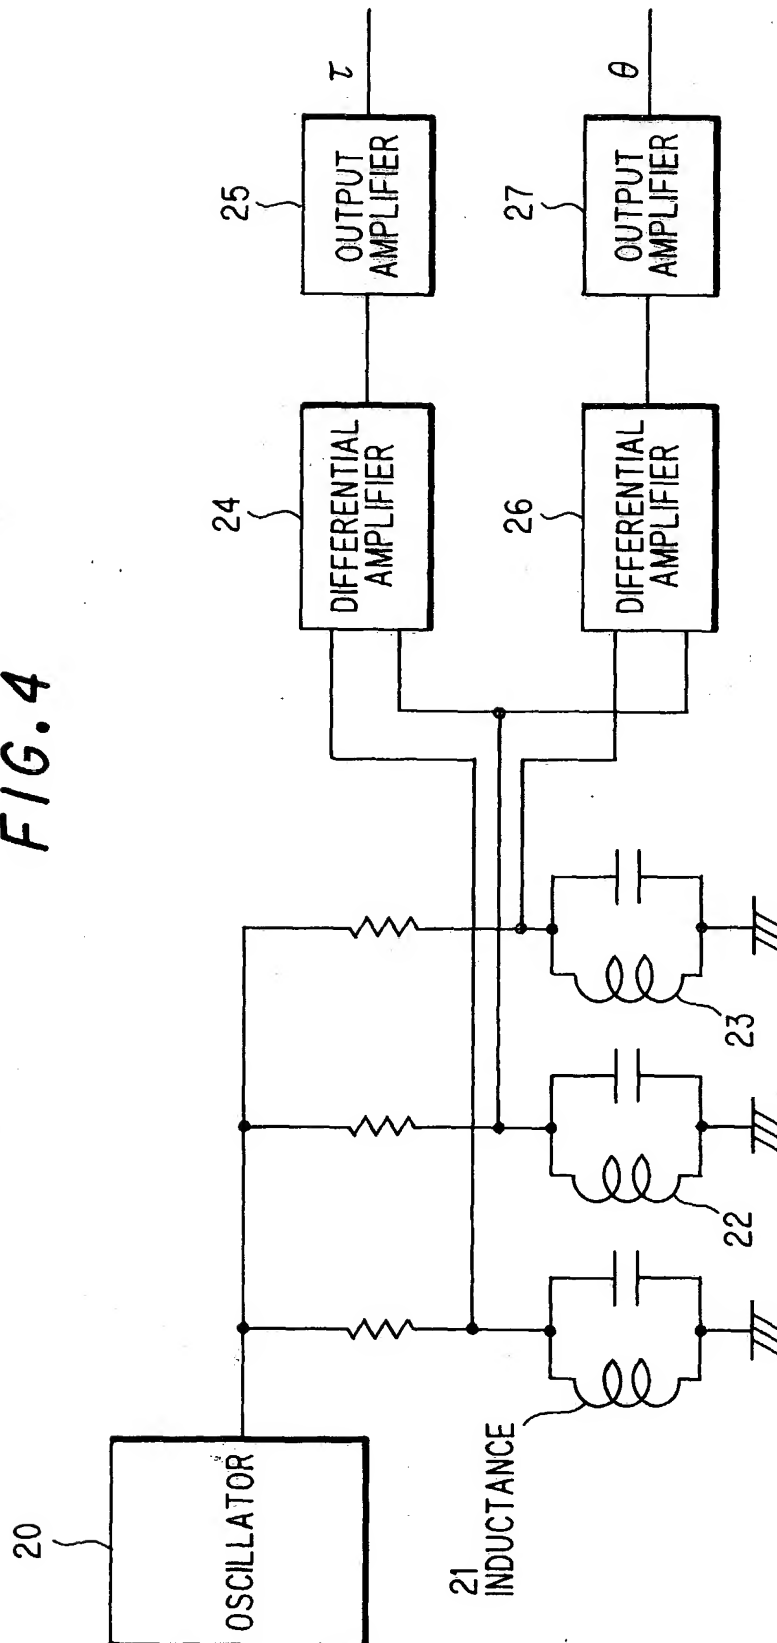 FIG.4
20
OSCILLATOR
21
INDUCTANCE
22
23
24
DIFFERENTIAL
AMPLIFIER
25
OUTPUT
AMPLIFIER
τ
26
DIFFERENTIAL
AMPLIFIER
27
OUTPUT
AMPLIFIER
θ